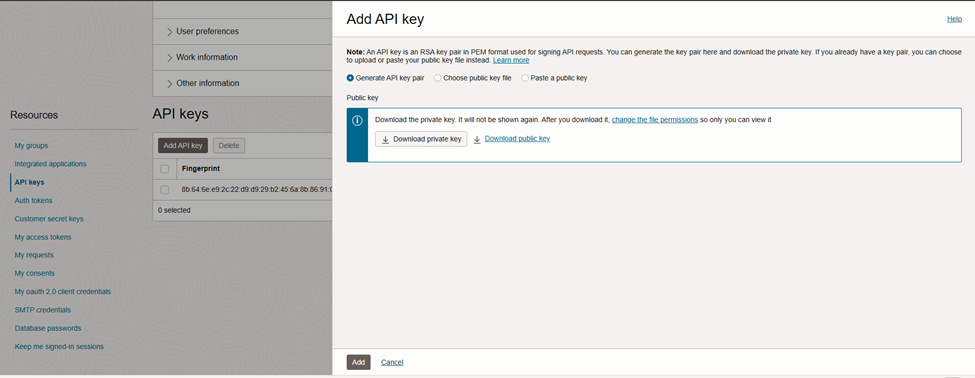 User preferences
Work information
Other information
Resources
My groups
Integrated applications
API keys
Auth tokens
Customer secret keys
My access tokens
My requests
My consents
My oauth 2.0 client credentials
SMTP credentials
Database passwords
Keep me signed-in sessions
API keys
Add API key
Delete
Fingerprint
8b:64:6e:e9:2c:22:d9:d9:29:b2:45:6a:8b:86:91:0
0 selected
Add API key
Help
Note: An API key is an RSA key pair in PEM format used for signing API requests. You can generate the key pair here and download the private key. If you already have a key pair, you can choose
to upload or paste your public key file instead. Learn more
Generate API key pair
Choose public key file
Paste a public key
Public key
Download the private key. It will not be shown again. After you download it, change the file permissions so only you can view it
Download private key
Download public key
Add
Cancel